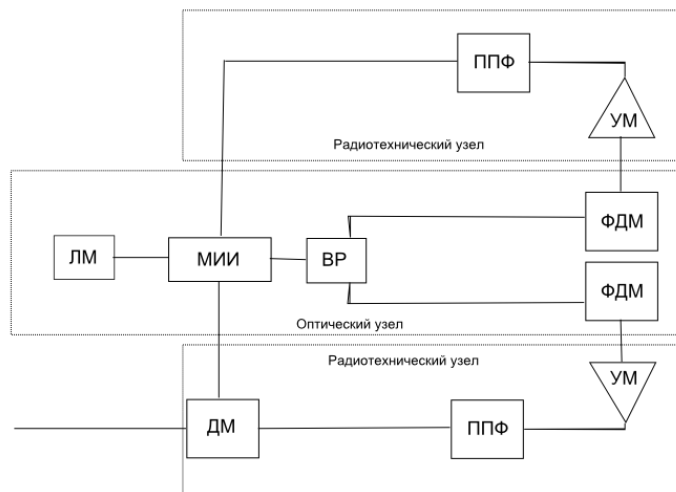 ППФ
УМ
Радиотехнический узел
ФДМ
ЛМ
МИИ
ВР
ФДМ
Оптический узел
Радиотехнический узел
УМ
ДМ
ППФ